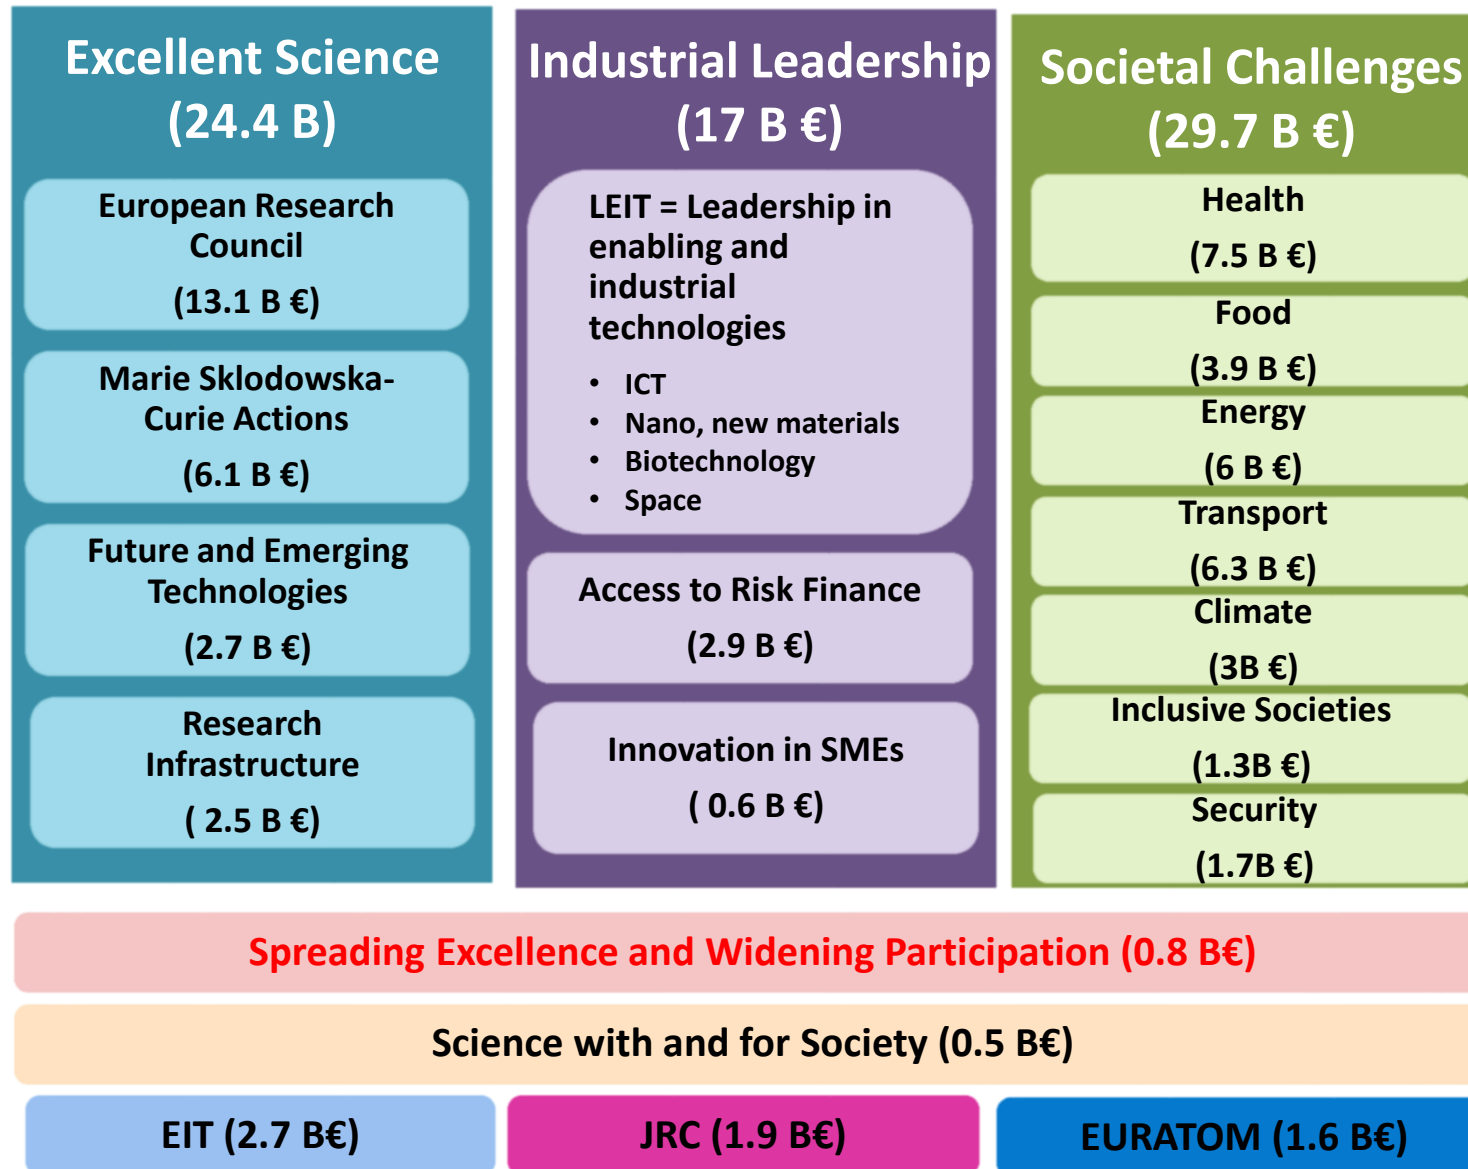 Excellent Science
(24.4 B)
European Research
Council
(13.1 B €)
Marie Sklodowska-
Curie Actions
(6.1 B €)
Future and Emerging
Technologies
(2.7 B €)
Research
Infrastructure
( 2.5 B €)
Industrial Leadership
(17 B €)
LEIT = Leadership in
enabling and
industrial
technologies
• ICT
• Nano, new materials
• Biotechnology
• Space
Access to Risk Finance
(2.9 B €)
Innovation in SMEs
( 0.6 B €)
Societal Challenges
(29.7 B €)
Health
(7.5 B €)
Food
(3.9 B €)
Energy
(6 B €)
Transport
(6.3 B €)
Climate
(3B €)
Inclusive Societies
(1.3B €)
Security
(1.7B €)
Spreading Excellence and Widening Participation (0.8 B€)
Science with and for Society (0.5 B€)
EIT (2.7 B€)
JRC (1.9 B€)
EURATOM (1.6 B€)